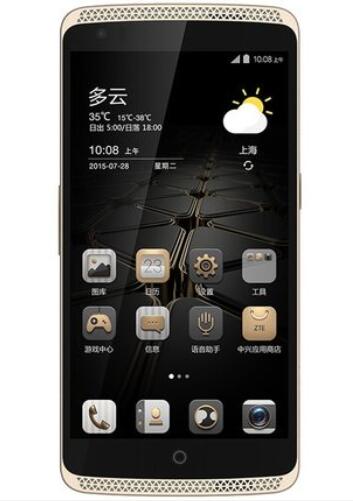 10:08 上午
多云
35℃ 15℃-38℃
日出 5:00/日落 18:00
10:08 上午
上海
2015-07-28 星期二
23
ZTE
图库 日历 设置 工具
游戏中心 信息 语音助手 中兴应用商店